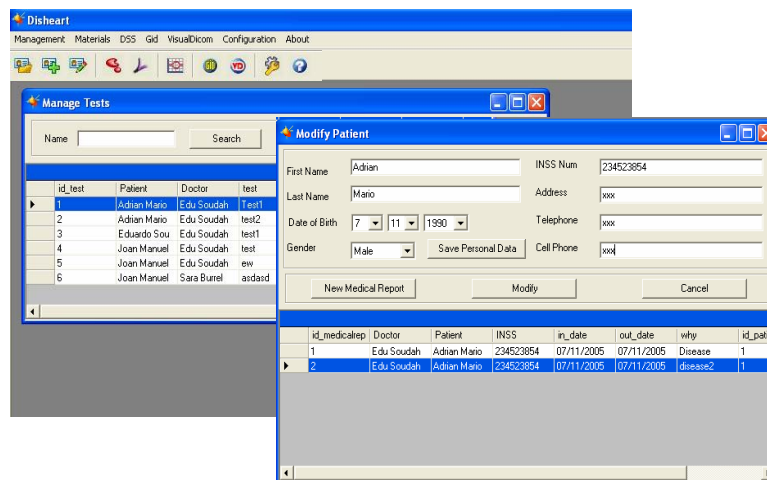 Disheart
Management Materials DSS Gid VisualDicom Configuration About
VD
Manage Tests
Name Search
id_test Patient Doctor test
1 Adrian Mario Edu Soudah Test1
2 Adrian Mario Edu Soudah test2
3 Eduardo Sou Edu Soudah test1
4 Joan Manuel Edu Soudah test
5 Joan Manuel Edu Soudah ew
6 Joan Manuel Sara Burrel asdasd
Modify Patient
First Name Adrian INSS Num 234523854
Last Name Mario Address xxx
Date of Birth 7 11 1990 Telephone xxx
Gender Male Save Personal Data Cell Phone xxx
New Medical Report Modify Cancel
id_medicalrep Doctor Patient INSS in_date out_date why id_pati
1 Edu Soudah Adrian Mario 234523854 07/11/2005 07/11/2005 Disease 1
2 Edu Soudah Adrian Mario 234523854 07/11/2005 07/11/2005 disease2 1